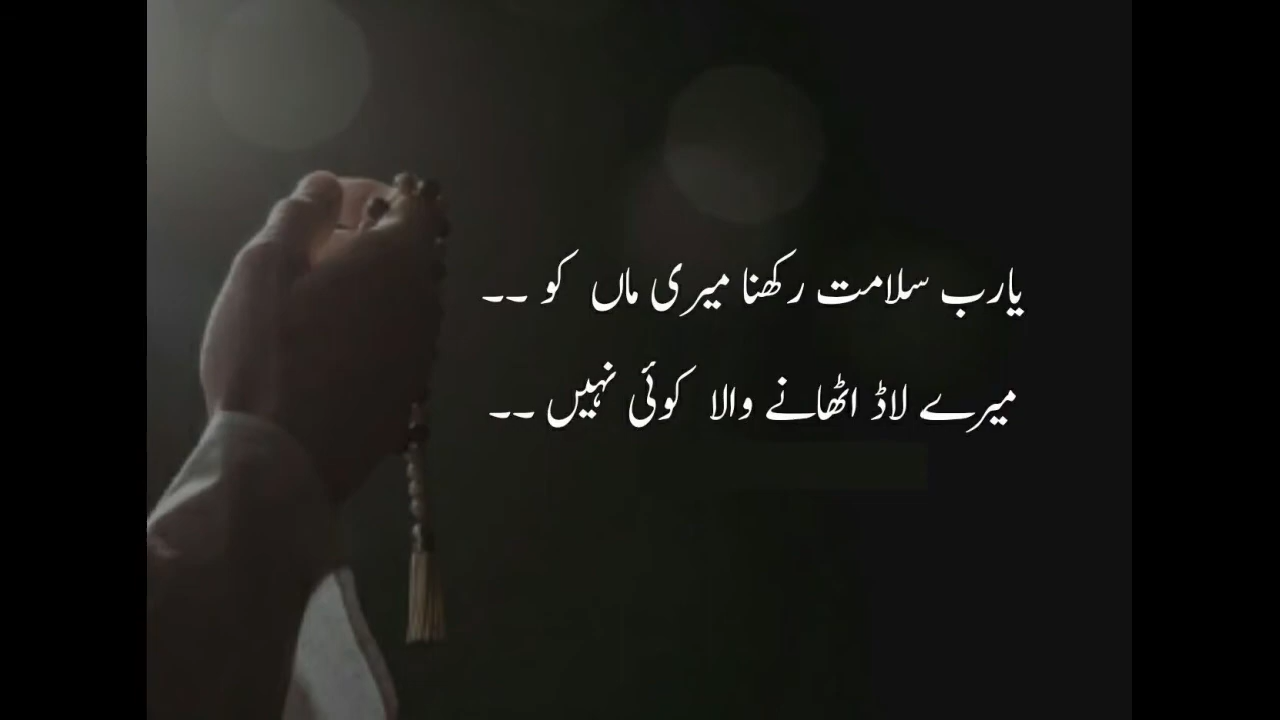 یارب سلامت رکھنا میری ماں کو ۔۔
میرے لاڈ اٹھانے والا کوئی نہیں ۔۔